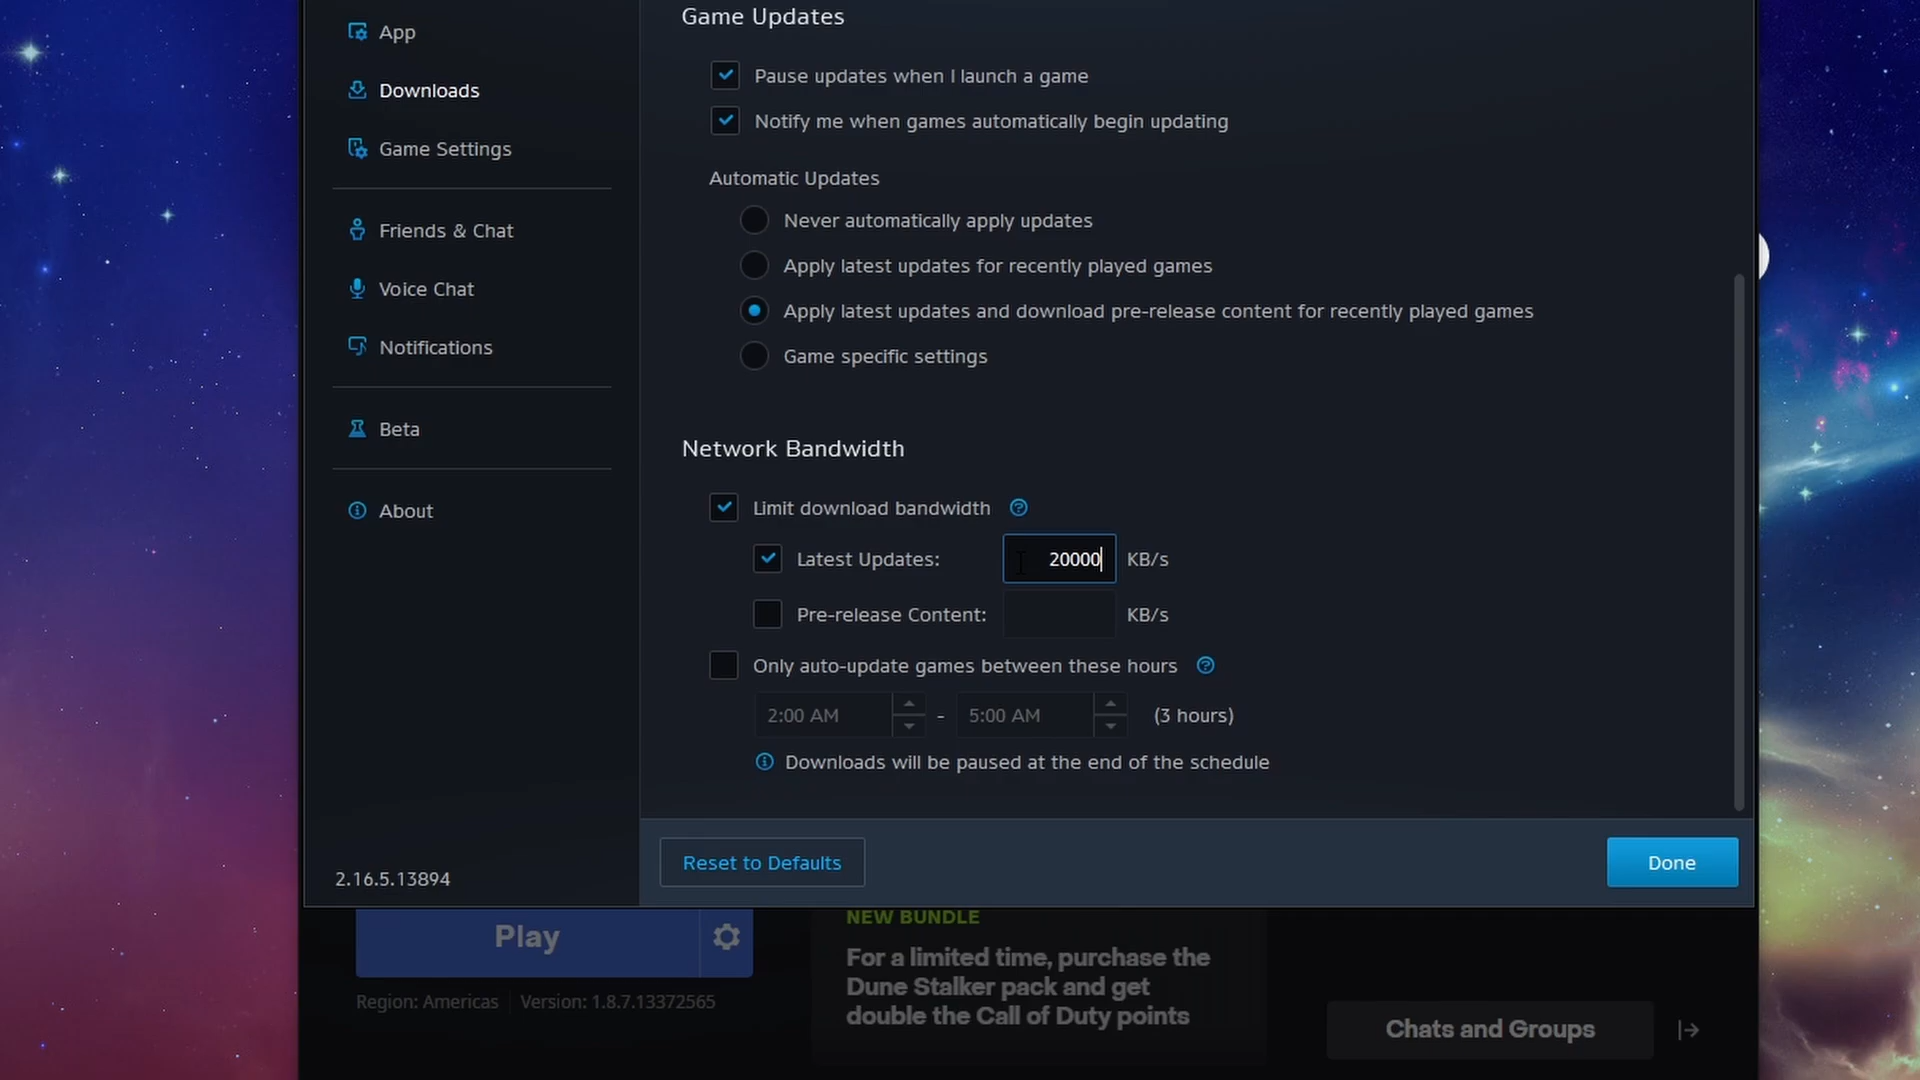 App
Downloads
Game Settings
Friends & Chat
Voice Chat
Notifications
Beta
About
2.16.5.13894
Game Updates
Pause updates when I launch a game
Notify me when games automatically begin updating
Automatic Updates
Never automatically apply updates
Apply latest updates for recently played games
Apply latest updates and download pre-release content for recently played games
Game specific settings
Network Bandwidth
Limit download bandwidth
Latest Updates: 20000 KB/s
Pre-release Content: KB/s
Only auto-update games between these hours
2:00 AM - 5:00 AM (3 hours)
Downloads will be paused at the end of the schedule
Reset to Defaults
Done
Play
Region: Americas Version: 1.8.7.13372565
NEW BUNDLE
For a limited time, purchase the
Dune Stalker pack and get
double the Call of Duty points
Chats and Groups